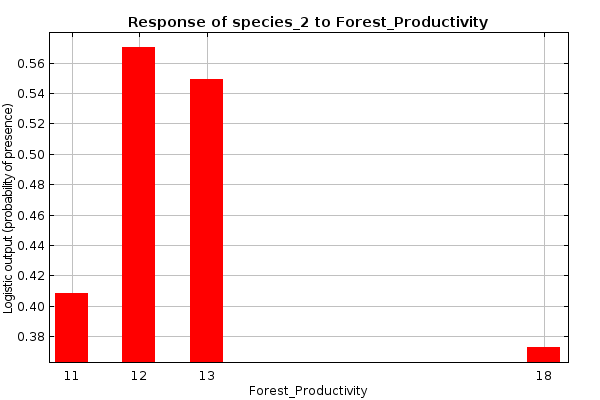 Response of species_2 to Forest_Productivity
Logistic output (probability of presence)
0.56
0.54
0.52
0.50
0.48
0.46
0.44
0.42
0.40
0.38
11 12 13 18
Forest_Productivity